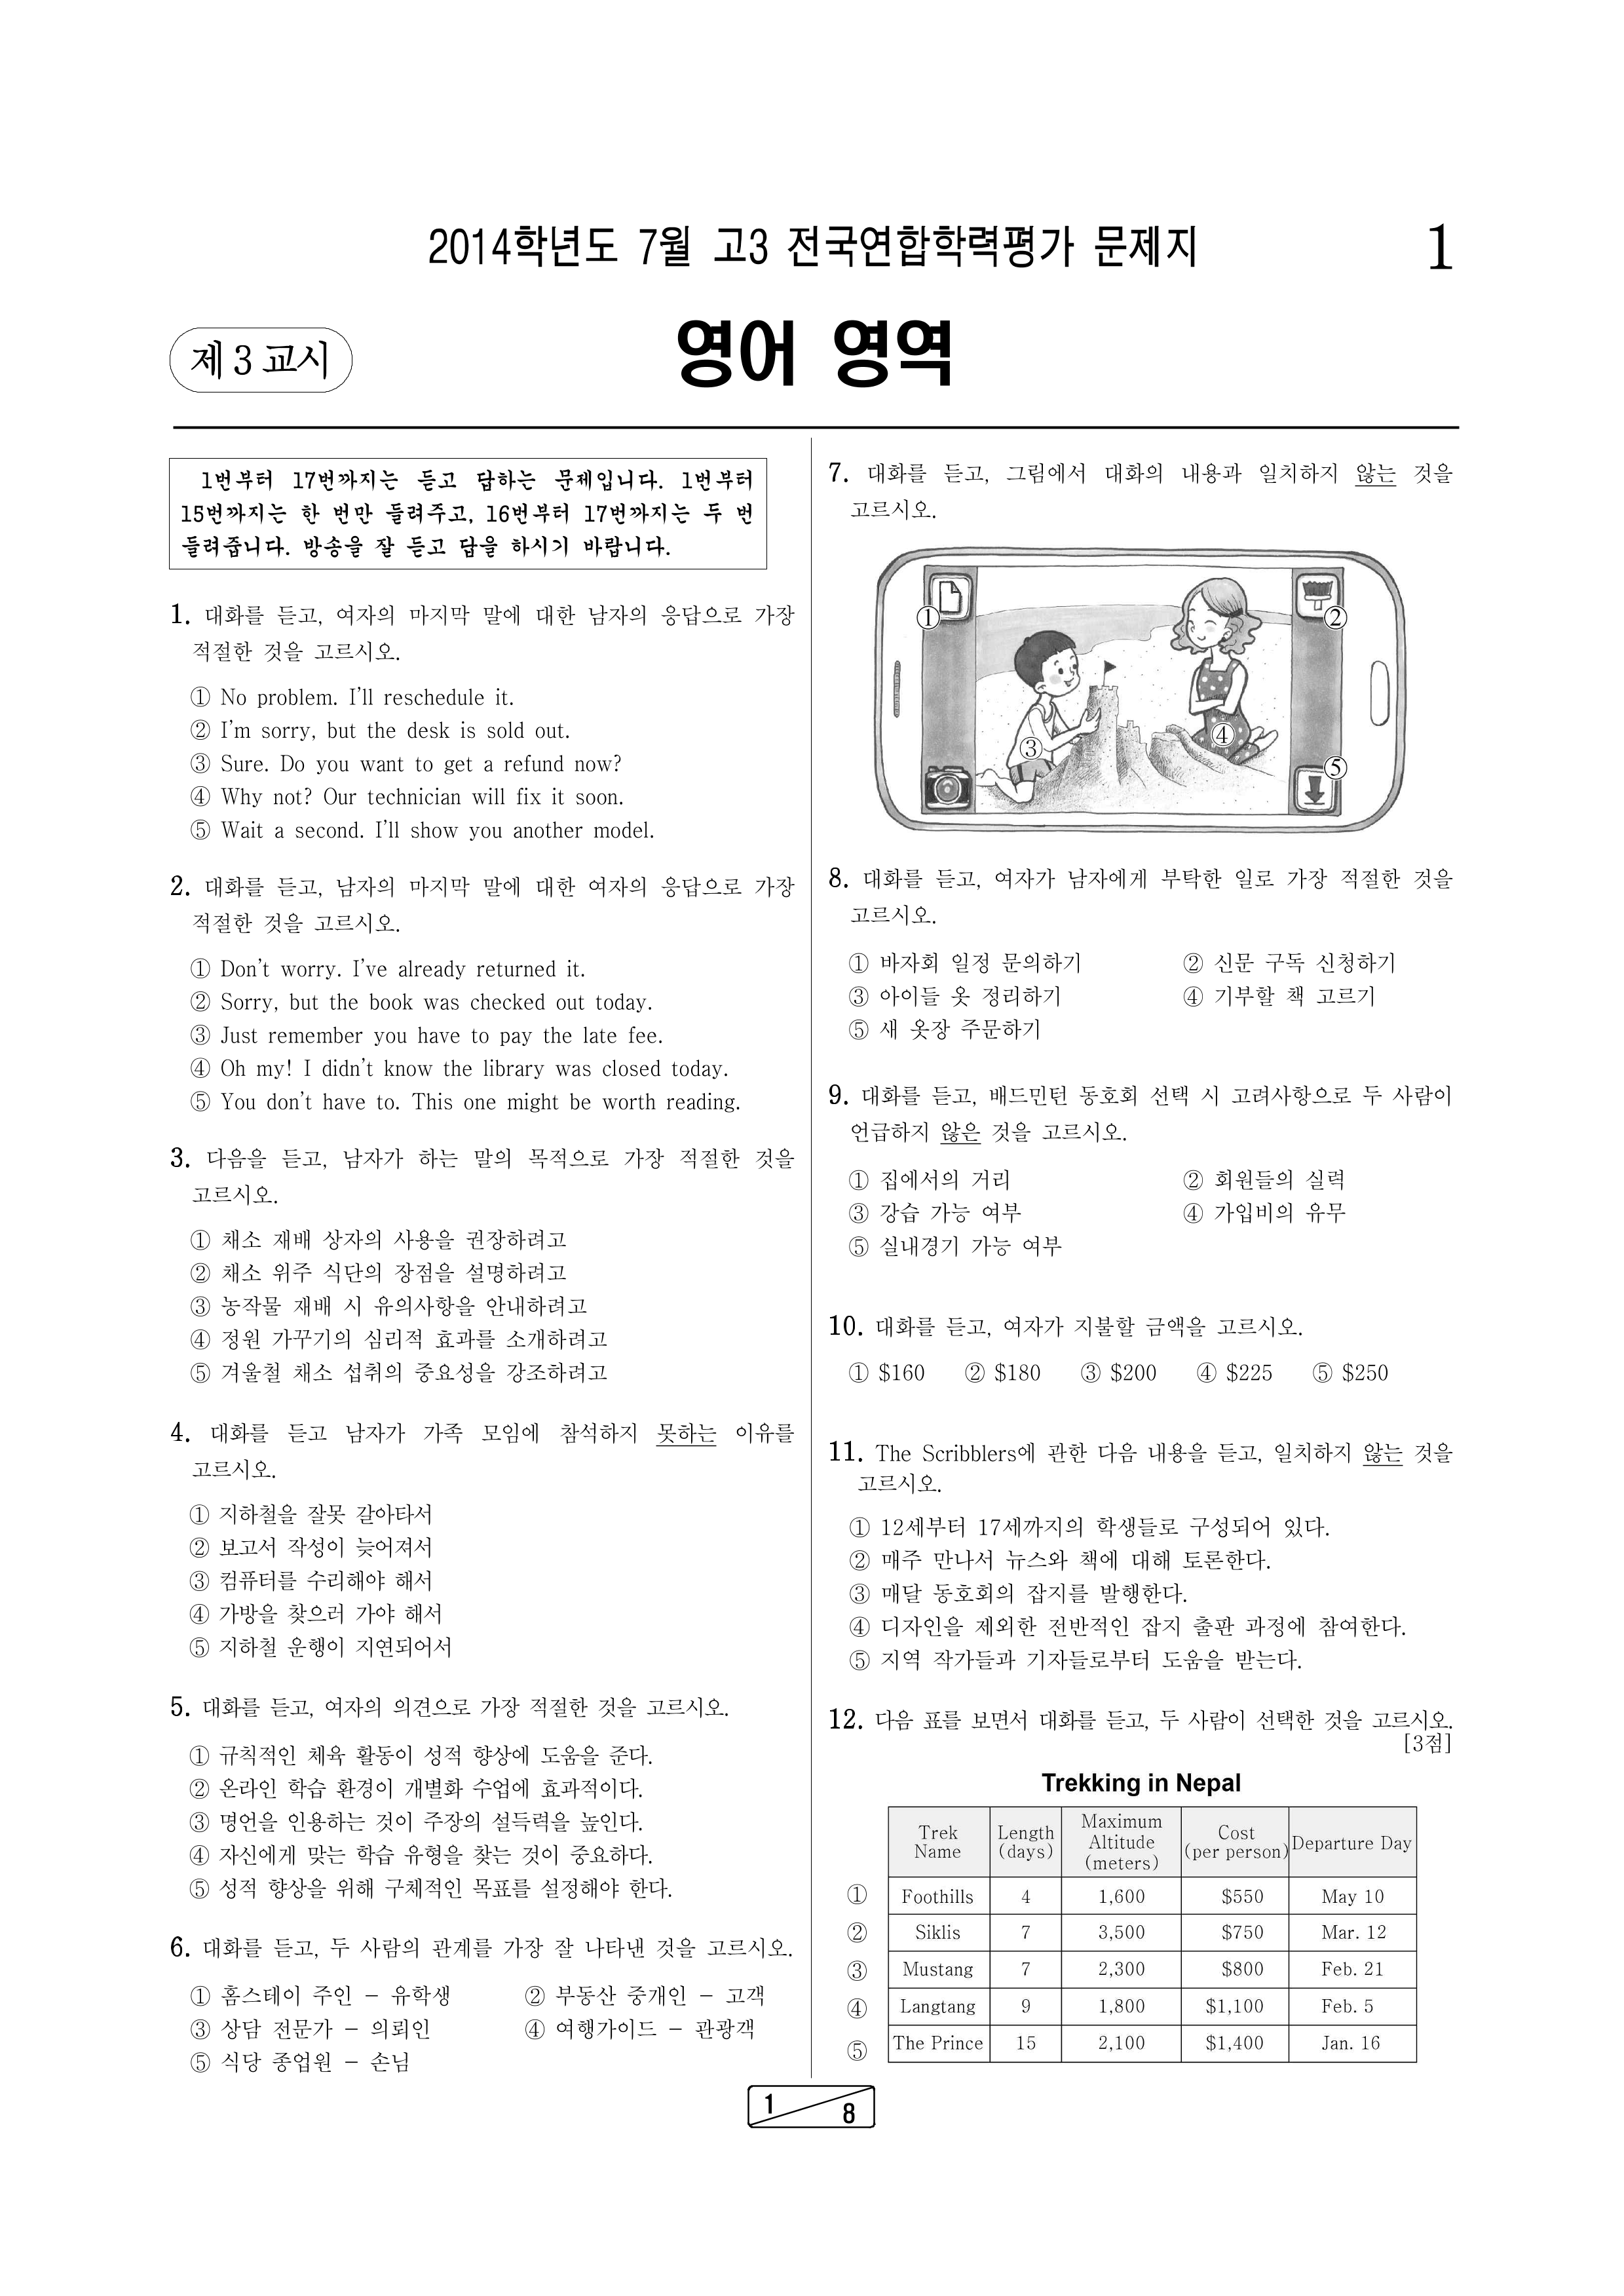 2014학년도 7월 고3 전국연합학력평가 문제지
1
제 3 교시
영어 영역
1번부터 17번까지는 듣고 답하는 문제입니다. 1번부터
15번까지는 한 번만 들려주고, 16번부터 17번까지는 두 번
들려줍니다. 방송을 잘 듣고 답을 하시기 바랍니다.
1. 대화를 듣고, 여자의 마지막 말에 대한 남자의 응답으로 가장
적절한 것을 고르시오.
① No problem. I'll reschedule it.
② I'm sorry, but the desk is sold out.
③ Sure. Do you want to get a refund now?
④ Why not? Our technician will fix it soon.
⑤ Wait a second. I'll show you another model.
2. 대화를 듣고, 남자의 마지막 말에 대한 여자의 응답으로 가장
적절한 것을 고르시오.
① Don't worry. I've already returned it.
② Sorry, but the book was checked out today.
③ Just remember you have to pay the late fee.
④ Oh my! I didn't know the library was closed today.
⑤ You don't have to. This one might be worth reading.
3. 다음을 듣고, 남자가 하는 말의 목적으로 가장 적절한 것을
고르시오.
① 채소 재배 상자의 사용을 권장하려고
② 채소 위주 식단의 장점을 설명하려고
③ 농작물 재배 시 유의사항을 안내하려고
④ 정원 가꾸기의 심리적 효과를 소개하려고
⑤ 겨울철 채소 섭취의 중요성을 강조하려고
4. 대화를 듣고 남자가 가족 모임에 참석하지 못하는 이유를
고르시오.
① 지하철을 잘못 갈아타서
② 보고서 작성이 늦어져서
③ 컴퓨터를 수리해야 해서
④ 가방을 찾으러 가야 해서
⑤ 지하철 운행이 지연되어서
5. 대화를 듣고, 여자의 의견으로 가장 적절한 것을 고르시오.
① 규칙적인 체육 활동이 성적 향상에 도움을 준다.
② 온라인 학습 환경이 개별화 수업에 효과적이다.
③ 명언을 인용하는 것이 주장의 설득력을 높인다.
④ 자신에게 맞는 학습 유형을 찾는 것이 중요하다.
⑤ 성적 향상을 위해 구체적인 목표를 설정해야 한다.
6. 대화를 듣고, 두 사람의 관계를 가장 잘 나타낸 것을 고르시오.
① 홈스테이 주인 - 유학생 ② 부동산 중개인 - 고객
③ 상담 전문가 - 의뢰인 ④ 여행가이드 - 관광객
⑤ 식당 종업원 - 손님
7. 대화를 듣고, 그림에서 대화의 내용과 일치하지 않는 것을
고르시오.
① ②
③ ④
⑤
8. 대화를 듣고, 여자가 남자에게 부탁한 일로 가장 적절한 것을
고르시오.
① 바자회 일정 문의하기 ② 신문 구독 신청하기
③ 아이들 옷 정리하기 ④ 기부할 책 고르기
⑤ 새 옷장 주문하기
9. 대화를 듣고, 배드민턴 동호회 선택 시 고려사항으로 두 사람이
언급하지 않은 것을 고르시오.
① 집에서의 거리 ② 회원들의 실력
③ 강습 가능 여부 ④ 가입비의 유무
⑤ 실내경기 가능 여부
10. 대화를 듣고, 여자가 지불할 금액을 고르시오.
① $160 ② $180 ③ $200 ④ $225 ⑤ $250
11. The Scribblers에 관한 다음 내용을 듣고, 일치하지 않는 것을
고르시오.
① 12세부터 17세까지의 학생들로 구성되어 있다.
② 매주 만나서 뉴스와 책에 대해 토론한다.
③ 매달 동호회의 잡지를 발행한다.
④ 디자인을 제외한 전반적인 잡지 출판 과정에 참여한다.
⑤ 지역 작가들과 기자들로부터 도움을 받는다.
12. 다음 표를 보면서 대화를 듣고, 두 사람이 선택한 것을 고르시오.
[3점]
Trekking in Nepal
Trek Name Length (days) Maximum Altitude (meters) Cost (per person) Departure Day
① Foothills 4 1,600 $550 May 10
② Siklis 7 3,500 $750 Mar. 12
③ Mustang 7 2,300 $800 Feb. 21
④ Langtang 9 1,800 $1,100 Feb. 5
⑤ The Prince 15 2,100 $1,400 Jan. 16
1
8